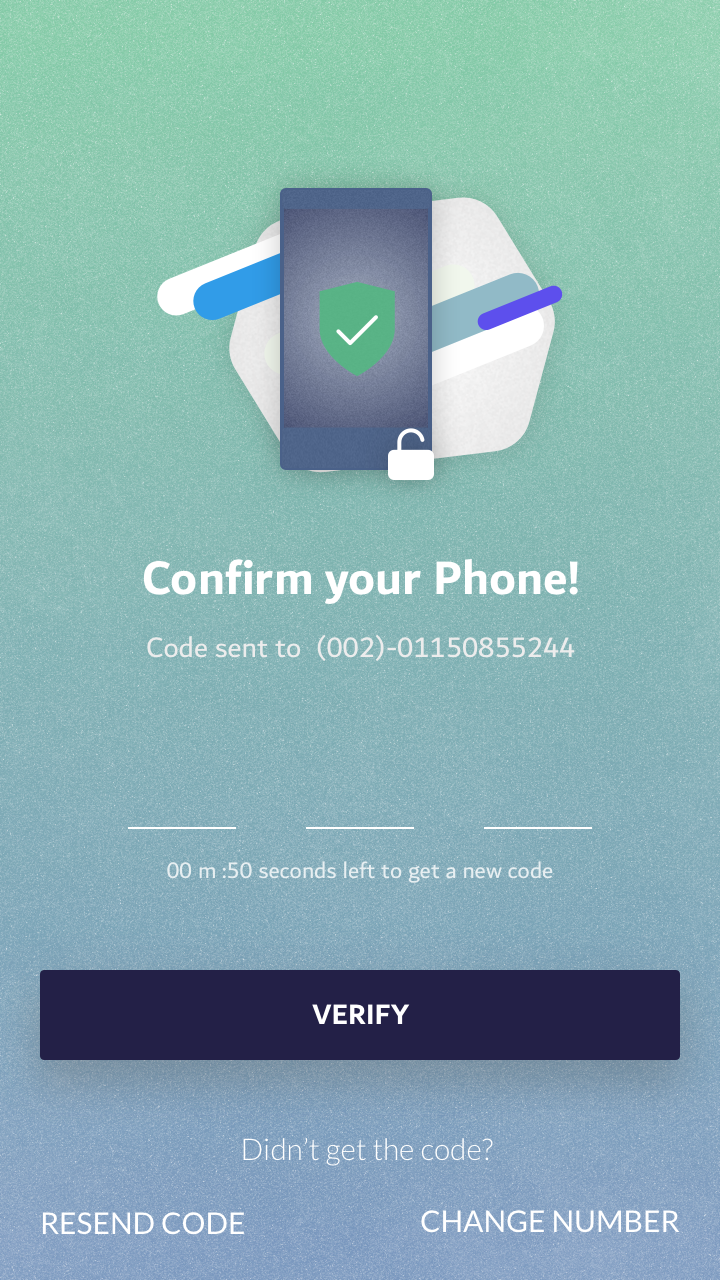 Confirm your Phone!
Code sent to (002)-01150855244
00 m :50 seconds left to get a new code
VERIFY
Didn’t get the code?
RESEND CODE
CHANGE NUMBER